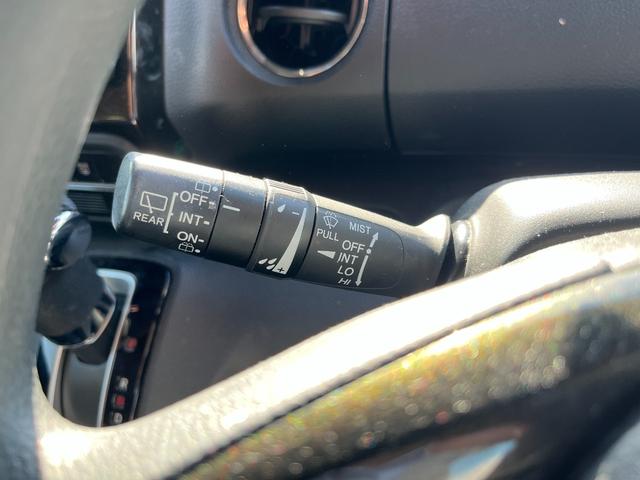 REAR
OFF
INT
ON
- +
MIST
PULL
OFF
INT
LO
HI